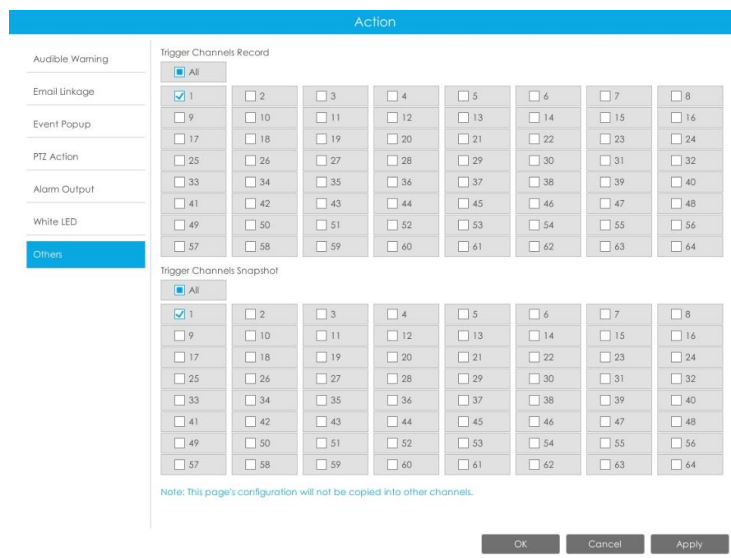 Action
Audible Warning
Email Linkage
Event Popup
PTZ Action
Alarm Output
White LED
Others
Trigger Channels Record
All
1 2 3 4 5 6 7 8
9 10 11 12 13 14 15 16
17 18 19 20 21 22 23 24
25 26 27 28 29 30 31 32
33 34 35 36 37 38 39 40
41 42 43 44 45 46 47 48
49 50 51 52 53 54 55 56
57 58 59 60 61 62 63 64
Trigger Channels Snapshot
All
1 2 3 4 5 6 7 8
9 10 11 12 13 14 15 16
17 18 19 20 21 22 23 24
25 26 27 28 29 30 31 32
33 34 35 36 37 38 39 40
41 42 43 44 45 46 47 48
49 50 51 52 53 54 55 56
57 58 59 60 61 62 63 64
Note: This page's configuration will not be copied into other channels.
OK Cancel Apply